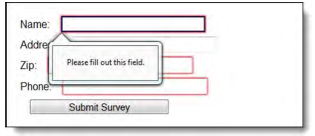 Name:
Addre
Please fill out this field.
Zip:
Phone:
Submit Survey